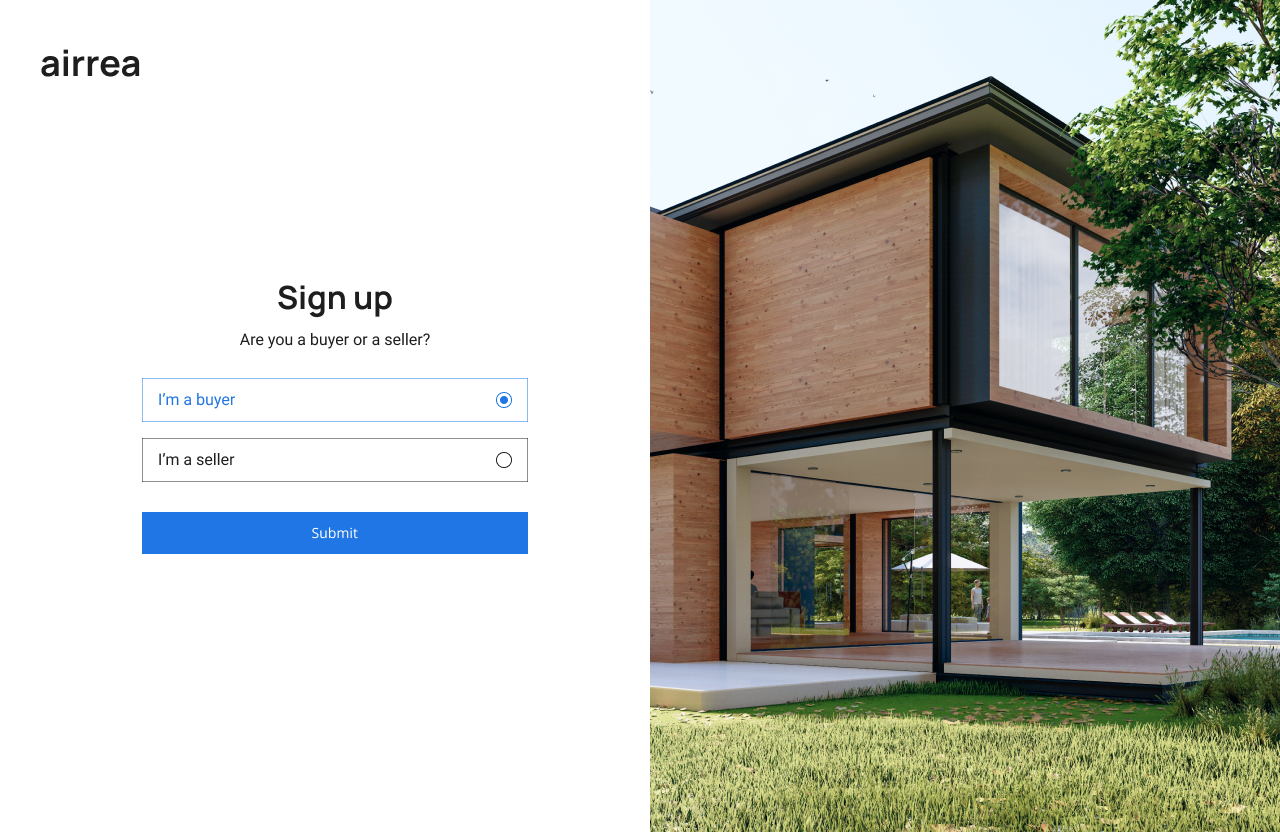 airrea
Sign up
Are you a buyer or a seller?
I’m a buyer
I’m a seller
Submit